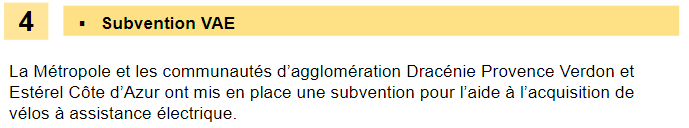 4
▪ Subvention VAE
La Métropole et les communautés d’agglomération Dracénie Provence Verdon et
Estérel Côte d’Azur ont mis en place une subvention pour l’aide à l’acquisition de
vélos à assistance électrique.